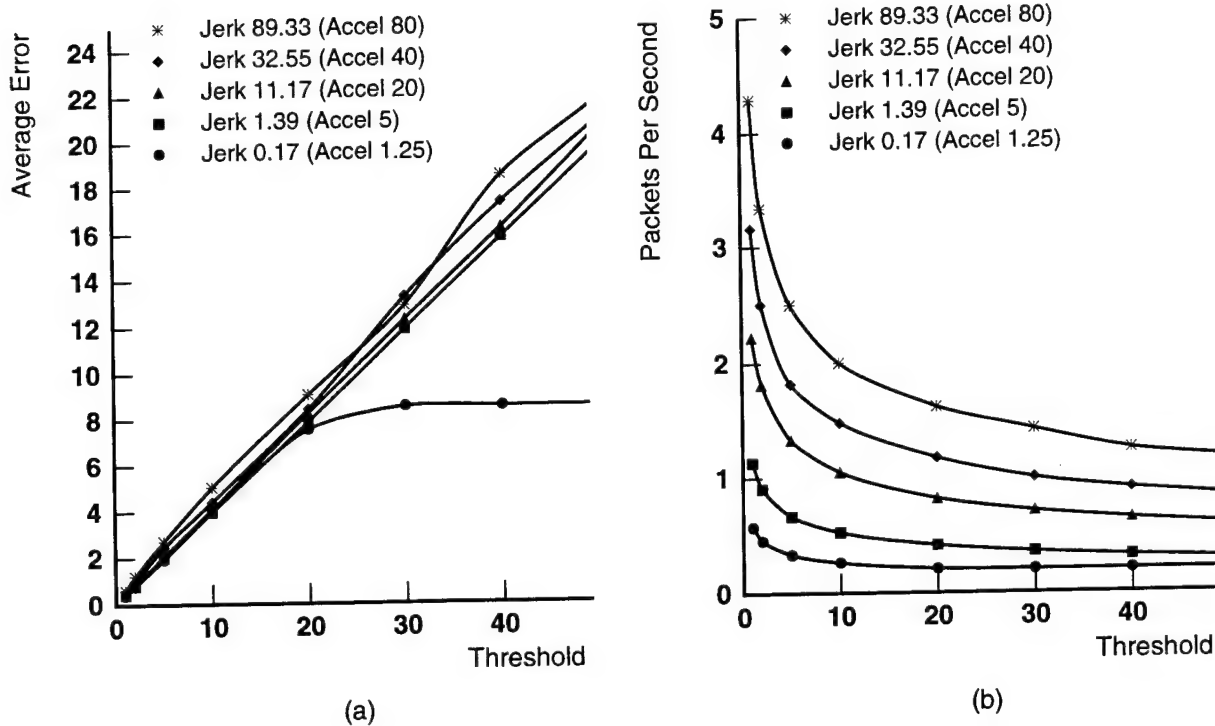 Average Error
24
22
20
18
16
14
12
10
8
6
4
2
0
Jerk 89.33 (Accel 80)
Jerk 32.55 (Accel 40)
Jerk 11.17 (Accel 20)
Jerk 1.39 (Accel 5)
Jerk 0.17 (Accel 1.25)
0 10 20 30 40
Threshold
(a)
Packets Per Second
5
4
3
2
1
0
Jerk 89.33 (Accel 80)
Jerk 32.55 (Accel 40)
Jerk 11.17 (Accel 20)
Jerk 1.39 (Accel 5)
Jerk 0.17 (Accel 1.25)
0 10 20 30 40
Threshold
(b)